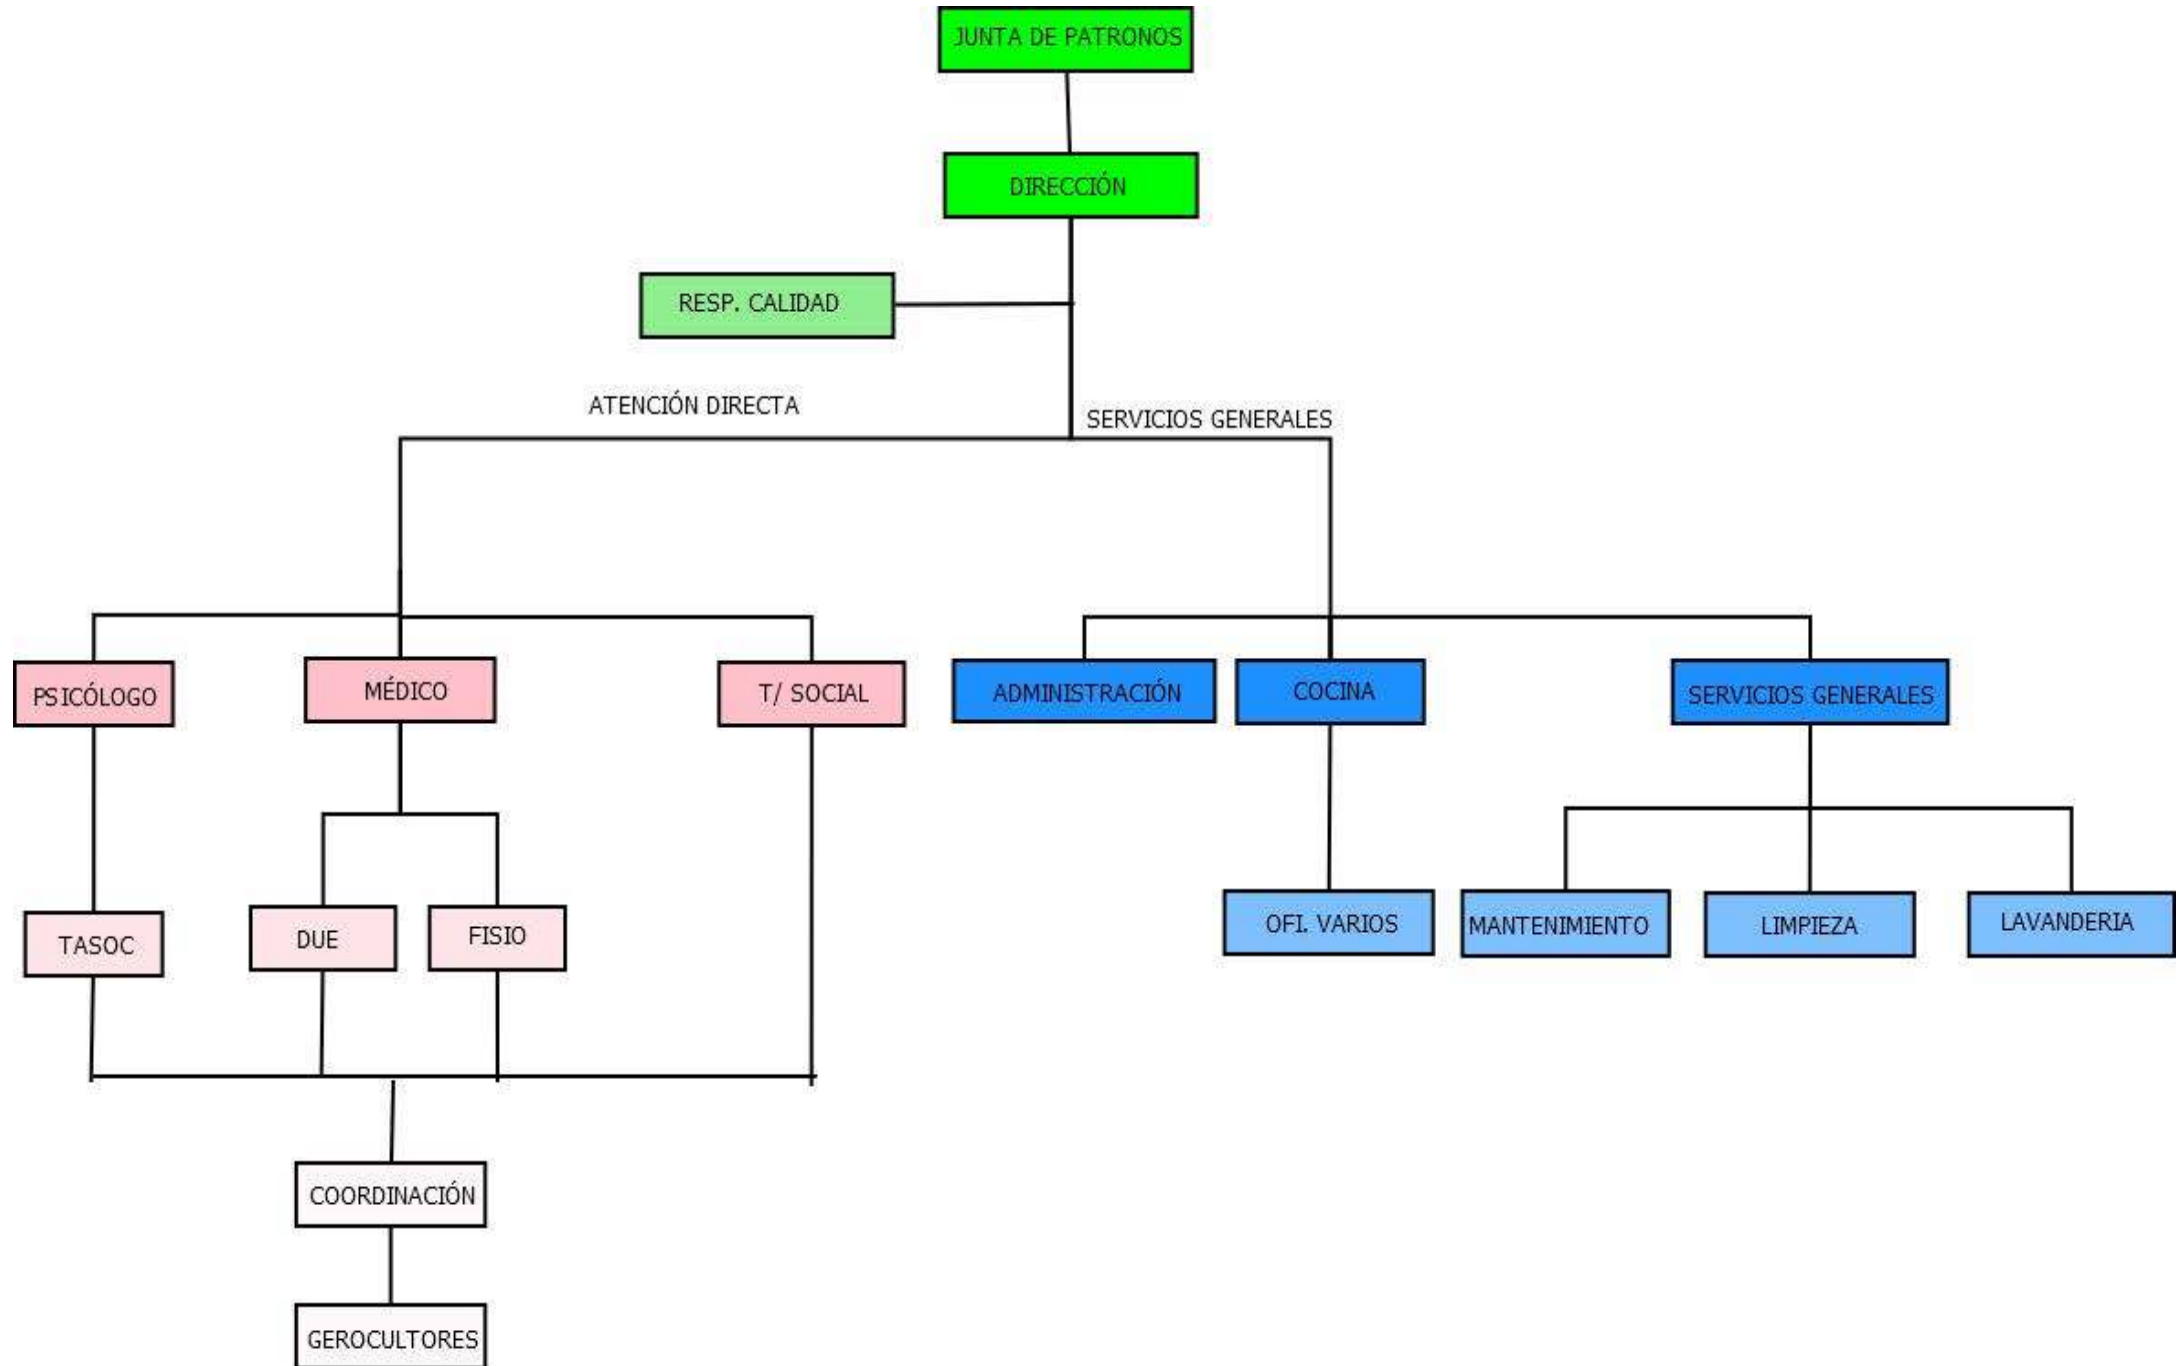 JUNTA DE PATRONOS
DIRECCIÓN
RESP. CALIDAD
ATENCIÓN DIRECTA
SERVICIOS GENERALES
PSICÓLOGO
MÉDICO
T/ SOCIAL
ADMINISTRACIÓN
COCINA
SERVICIOS GENERALES
TASOC
DUE
FISIO
OFI. VARIOS
MANTENIMIENTO
LIMPIEZA
LAVANDERIA
COORDINACIÓN
GEROCULTORES